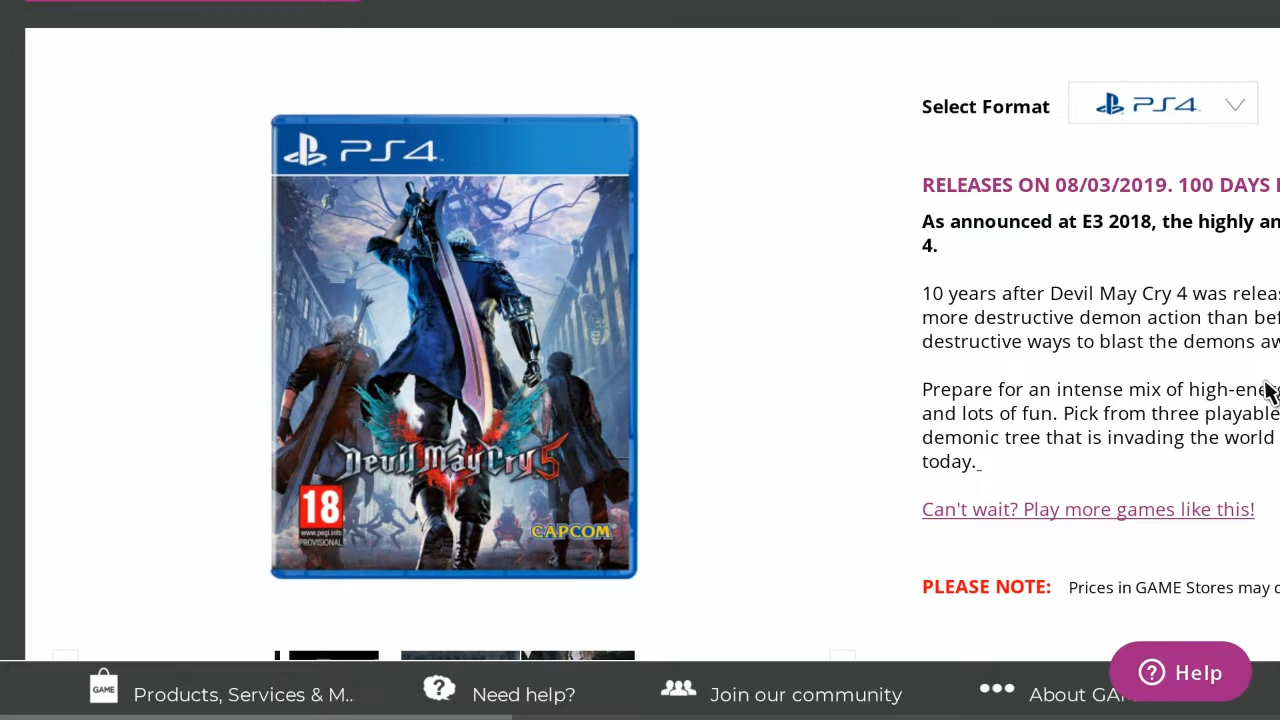 Select Format
PS4
PS4
RELEASES ON 08/03/2019. 100 DAYS
As announced at E3 2018, the highly an
4.
10 years after Devil May Cry 4 was relea
more destructive demon action than bef
destructive ways to blast the demons aw
Prepare for an intense mix of high-ene
and lots of fun. Pick from three playable
demonic tree that is invading the world
today.
Can't wait? Play more games like this!
Devil May Cry 5
18
www.pegi.info
PROVISIONAL
CAPCOM
PLEASE NOTE: Prices in GAME Stores may
Help
GAME
Products, Services & M..
Need help?
Join our community
About GA